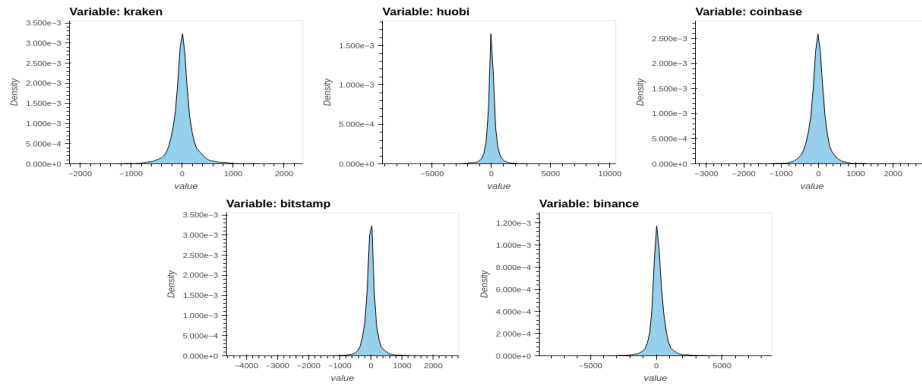 Variable: kraken
Density
3.500e−3
3.000e−3
2.500e−3
2.000e−3
1.500e−3
1.000e−3
5.000e−4
0.000e+0
−2000 −1000 0 1000 2000
value
Variable: huobi
Density
1.500e−3
1.000e−3
5.000e−4
0.000e+0
−5000 0 5000 10000
value
Variable: coinbase
Density
2.500e−3
2.000e−3
1.500e−3
1.000e−3
5.000e−4
0.000e+0
−3000 −2000 −1000 0 1000 2000
value
Variable: bitstamp
Density
3.500e−3
3.000e−3
2.500e−3
2.000e−3
1.500e−3
1.000e−3
5.000e−4
0.000e+0
−4000 −3000 −2000 −1000 0 1000 2000
value
Variable: binance
Density
1.200e−3
1.000e−3
8.000e−4
6.000e−4
4.000e−4
2.000e−4
0.000e+0
−5000 0 5000
value